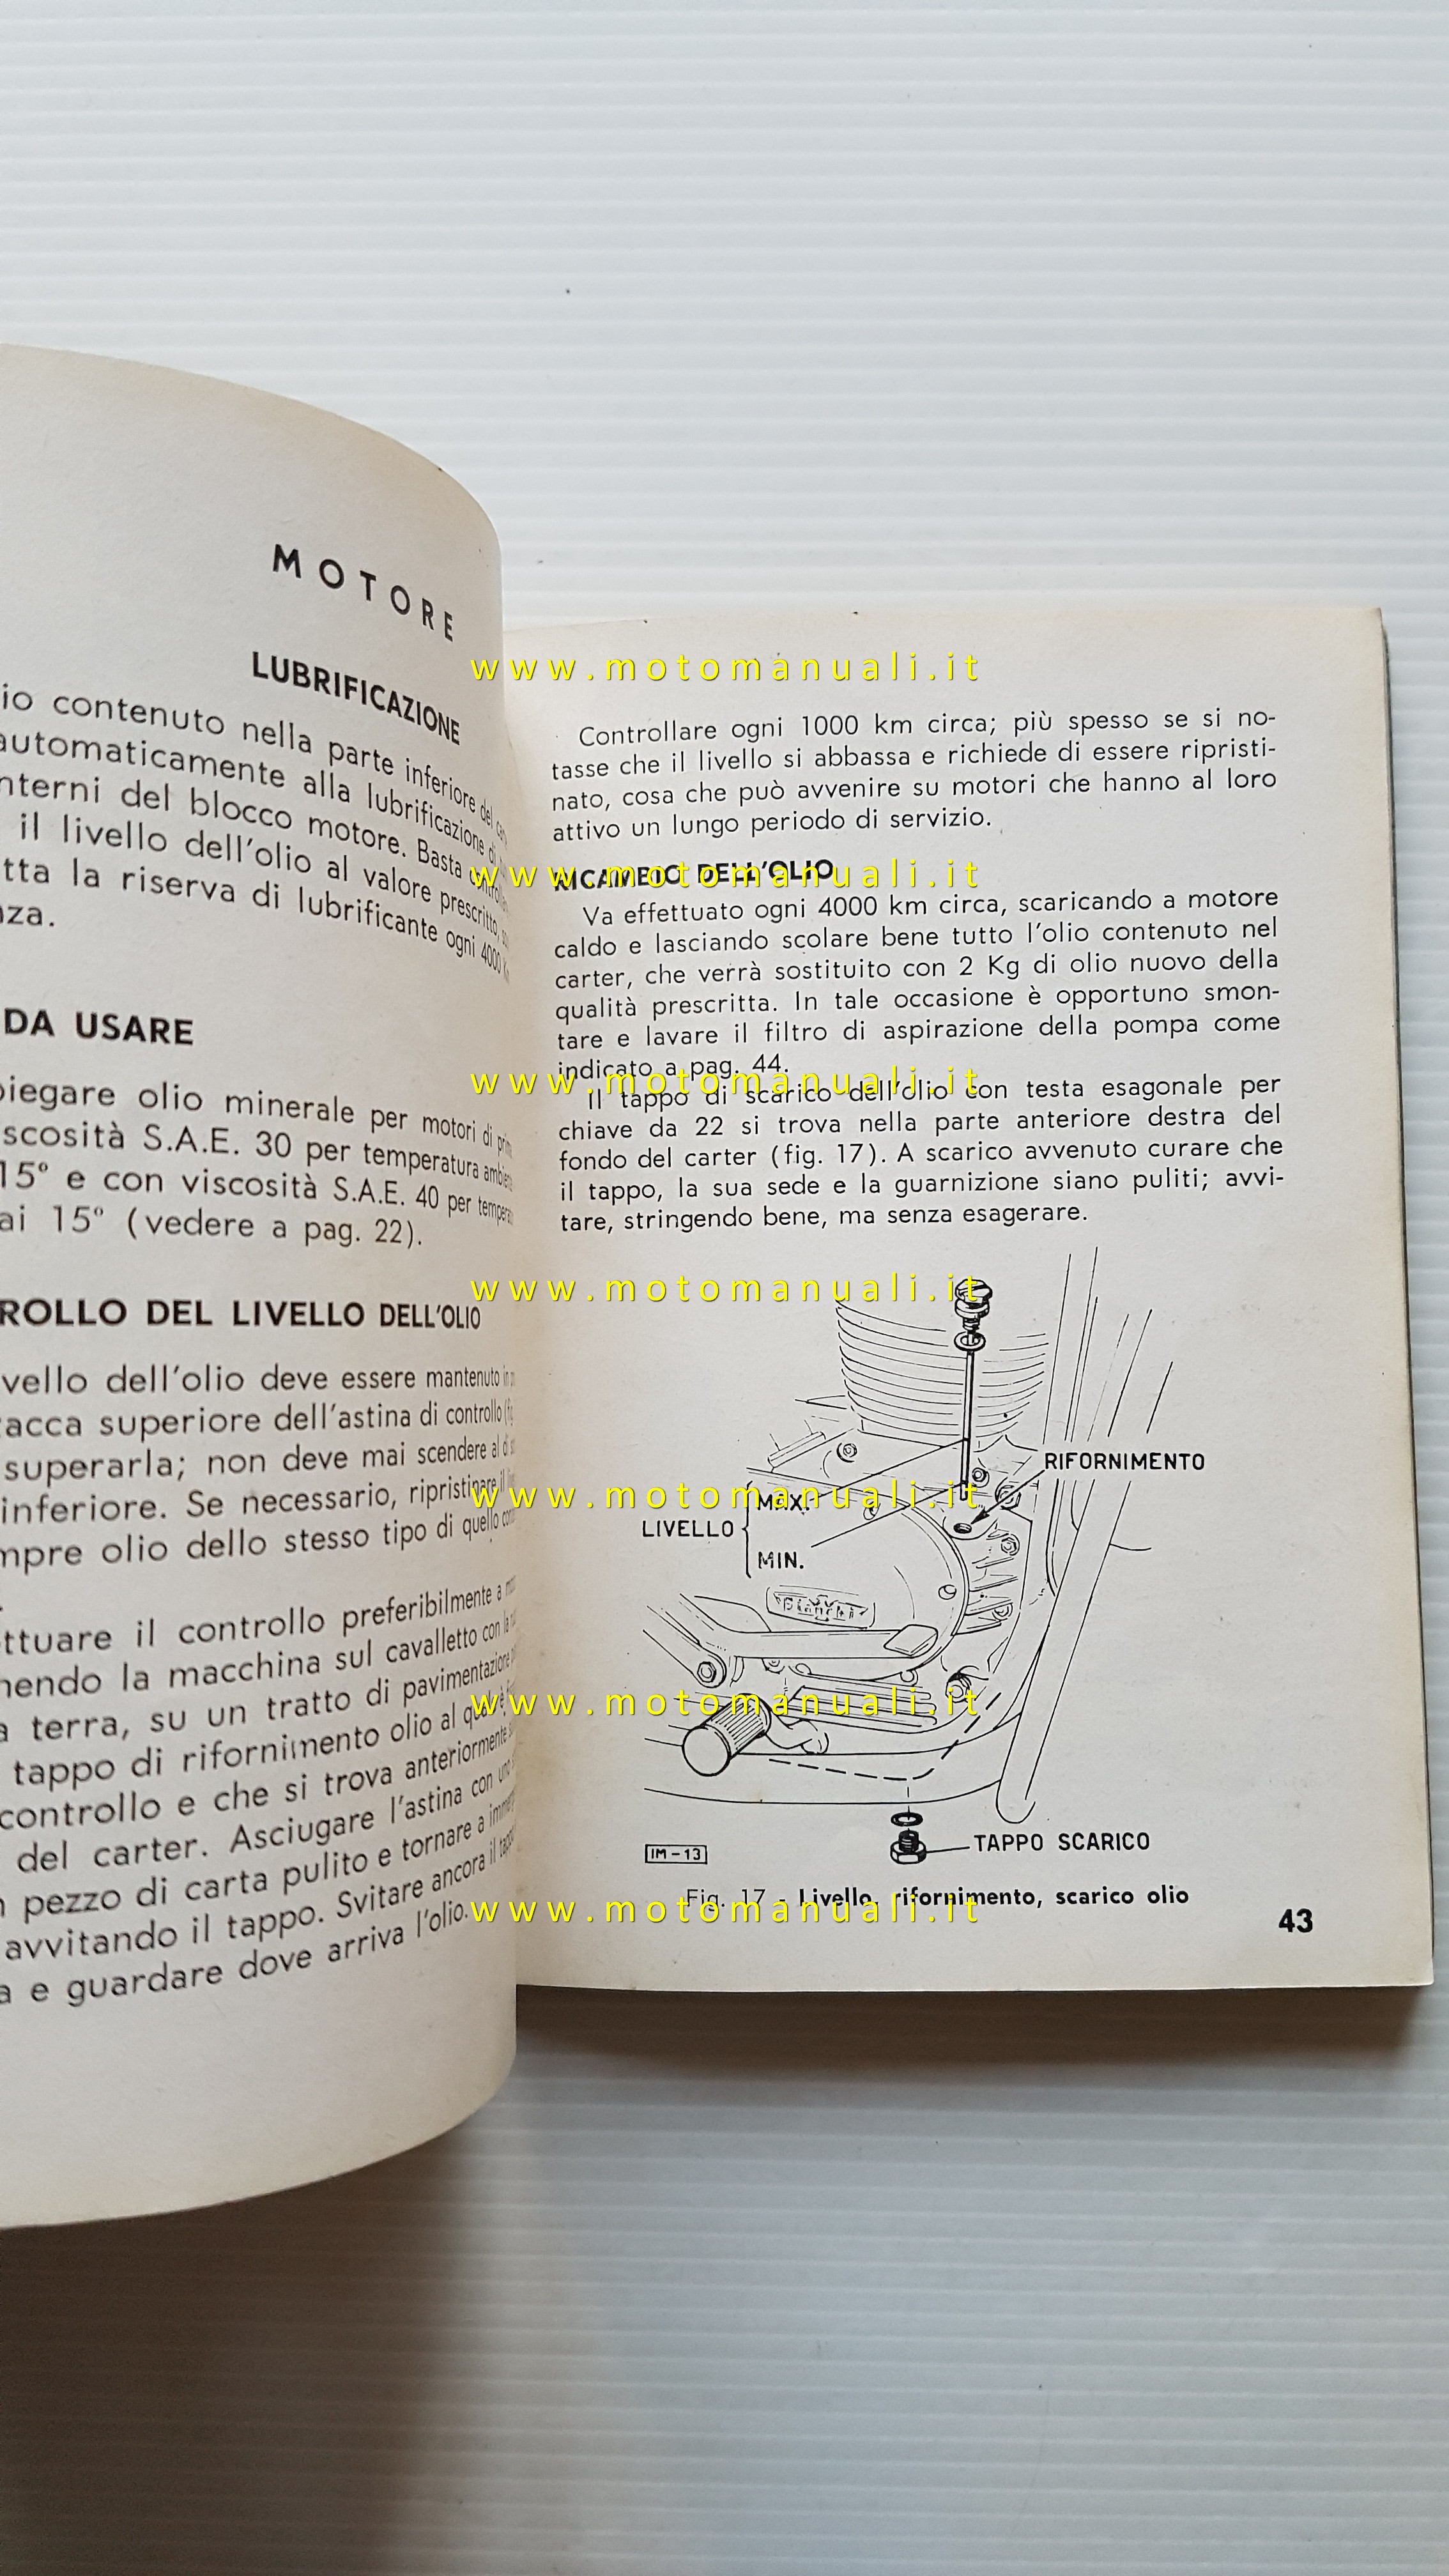 MOTORE
LUBRIFICAZIONE
contenuto nella parte inferiore del
automaticamente alla lubrificazione di
del blocco motore. Basta
il livello dell'olio al valore prescritto,
la riserva di lubrificante ogni 4000
DA USARE
olio minerale per motori di
S.A.E. 30 per temperatura
15° e con viscosità S.A.E. 40 per
ai 15° (vedere a pag. 22).
DEL LIVELLO DELL'OLIO
dell'olio deve essere mantenuto
superiore dell'astina di controllo
superarla; non deve mai scendere al di
inferiore. Se necessario, ripristinare il
olio dello stesso tipo di quello
il controllo preferibilmente a
la macchina sul cavalletto con la
terra, su un tratto di pavimentazione
tappo di rifornimento olio al
controllo e che si trova anteriormente
del carter. Asciugare l'astina con uno
pezzo di carta pulito e tornare a
avvitando il tappo. Svitare ancora il
e guardare dove arriva l'olio.
Controllare ogni 1000 km circa; più spesso se si no-
tasse che il livello si abbassa e richiede di essere ripristi-
nato, cosa che può avvenire su motori che hanno al loro
attivo un lungo periodo di servizio.
RICAMBIO DELL'OLIO
Va effettuato ogni 4000 km circa, scaricando a motore
caldo e lasciando scolare bene tutto l'olio contenuto nel
carter, che verrà sostituito con 2 Kg di olio nuovo della
qualità prescritta. In tale occasione è opportuno smon-
tare e lavare il filtro di aspirazione della pompa come
indicato a pag. 44.
Il tappo di scarico dell'olio con testa esagonale per
chiave da 22 si trova nella parte anteriore destra del
fondo del carter (fig. 17). A scarico avvenuto curare che
il tappo, la sua sede e la guarnizione siano puliti; avvi-
tare, stringendo bene, ma senza esagerare.
RIFORNIMENTO
MAX.
LIVELLO
MIN.
Bianchi
TAPPO SCARICO
IM-13
Fig. 17 - Livello, rifornimento, scarico olio
43
www.motomanuali.it
www.motomanuali.it
www.motomanuali.it
www.motomanuali.it
www.motomanuali.it
www.motomanuali.it
www.motomanuali.it